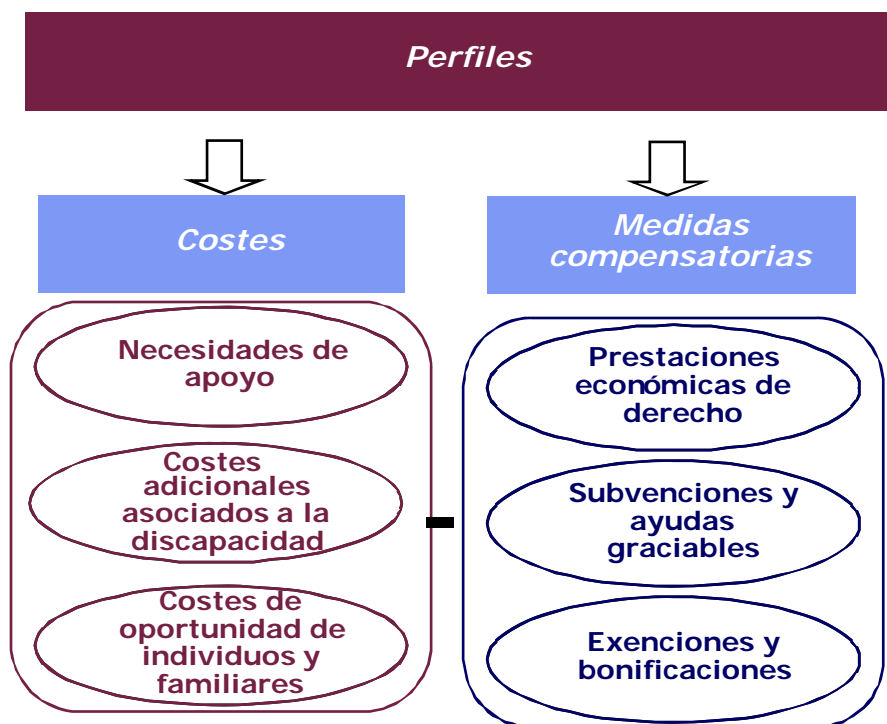 Perfiles
Costes
Necesidades de
apoyo
Costes
adicionales
asociados a la
discapacidad
Costes de
oportunidad de
individuos y
familiares
-
Medidas
compensatorias
Prestaciones
económicas de
derecho
Subvenciones y
ayudas
graciables
Exenciones y
bonificaciones